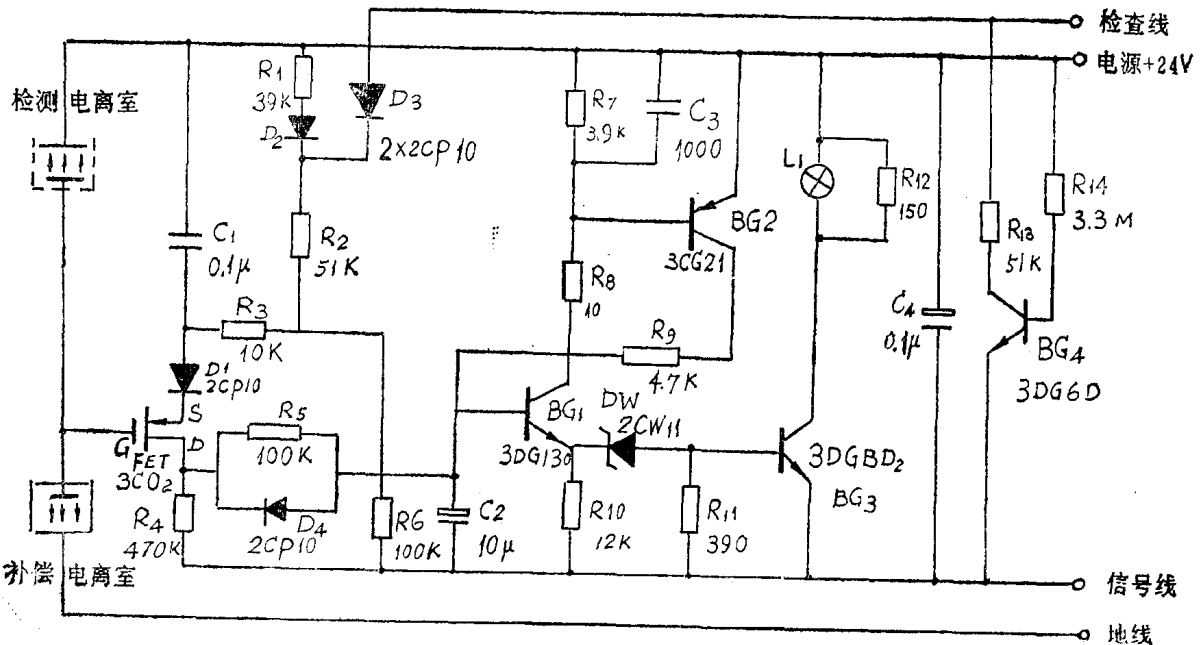 检查线
电源+24V
检测 电离室
R1
39K
D2
D3
2×2CP10
R7
3.9K
C3
1000
L1
R12
150
R14
3.3M
C1
0.1μ
R2
51K
BG2
3CG21
R13
51K
R3
10K
R8
10
R9
4.7K
C4
0.1μ
BG4
3DG6D
D1
2CP10
S
G
D
FET
3CO2
R5
100K
BG1
3DG130
DW
2CW11
3DGBD2
BG3
R4
470K
D4
2CP10
R6
100K
C2
10μ
R10
12K
R11
390
补偿 电离室
信号线
地线